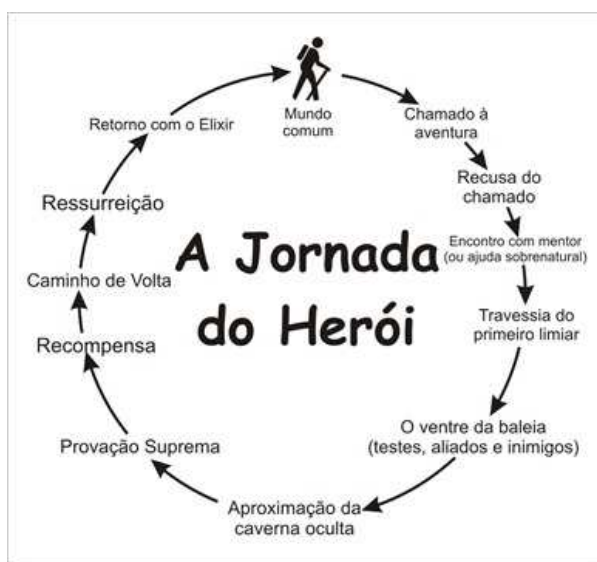 Mundo
comum
Chamado à
aventura
Recusa do
chamado
Encontro com mentor
(ou ajuda sobrenatural)
Travessia do
primeiro limiar
O ventre da baleia
(testes, aliados e inimigos)
Aproximação da
caverna oculta
Provação Suprema
Recompensa
Caminho de Volta
Ressurreição
Retorno com o Elixir
A Jornada
do Herói